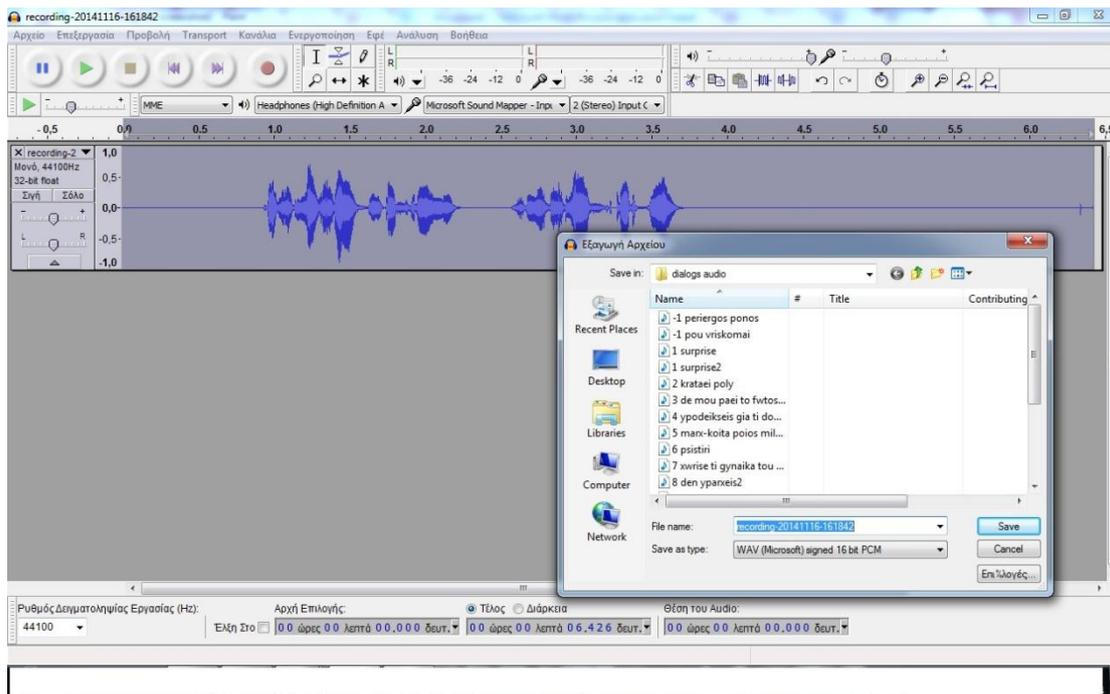 recording-20141116-161842
Αρχείο Επεξεργασία Προβολή Transport Κανάλια Ενεργοποίηση Εφέ Ανάλυση Βοήθεια
L
R
-36 -24 -12 0
L
R
-36 -24 -12 0
MME
Headphones (High Definition A
Microsoft Sound Mapper - Inpu
2 (Stereo) Input C
- 0,5 0,0 0.5 1.0 1.5 2.0 2.5 3.0 3.5 4.0 4.5 5.0 5.5 6.0 6,5
recording-2
Μονό, 44100Hz
32-bit float
Σιγή Σόλο
- +
L R
1,0
0,5-
0,0-
-0,5-
-1,0
Εξαγωγή Αρχείου
Save in: dialogs audio
Recent Places
Desktop
Libraries
Computer
Network
Name # Title Contributing
-1 periergos ponos
-1 pou vriskomai
1 surprise
1 surprise2
2 krataei poly
3 de mou paei to fwtos...
4 ypodeikseis gia ti do...
5 marx-koita poios mil...
6 psistiri
7 xwrise ti gynaika tou ...
8 den yparxeis2
File name: recording-20141116-161842
Save
Save as type: WAV (Microsoft) signed 16 bit PCM
Cancel
Επι%λογές...
Ρυθμός Δειγματοληψίας Εργασίας (Hz):
44100
Έλξη Στο
Αρχή Επιλογής:
00 ώρες 00 λεπτά 00,000 δευτ.
Τέλος Διάρκεια
00 ώρες 00 λεπτά 06,426 δευτ.
Θέση του Audio:
00 ώρες 00 λεπτά 00,000 δευτ.